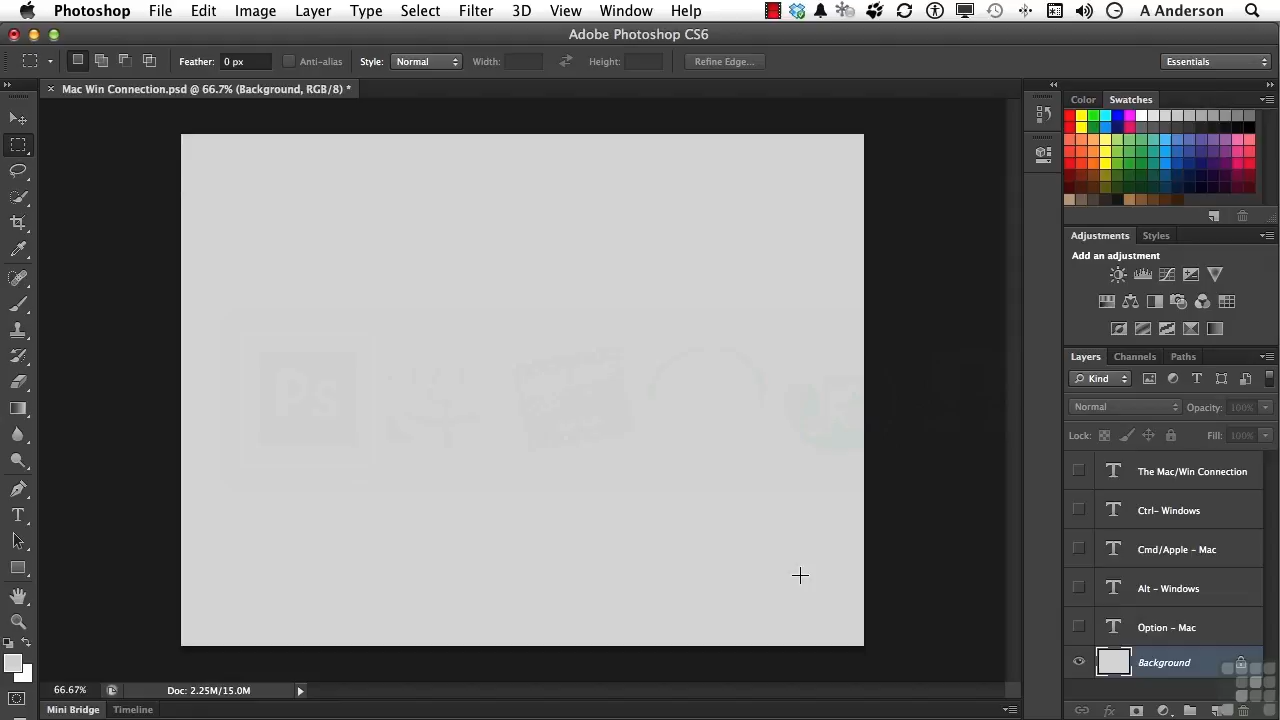 Photoshop File Edit Image Layer Type Select Filter 3D View Window Help A Anderson
Adobe Photoshop CS6
Feather: 0 px Anti-alias Style: Normal Width: Height: Refine Edge... Essentials
Mac Win Connection.psd @ 66.7% (Background, RGB/8) *
Color Swatches
Adjustments Styles
Add an adjustment
Layers Channels Paths
Kind
Normal Opacity: 100%
Lock: Fill: 100%
The Mac/Win Connection
Ctrl- Windows
Cmd/Apple - Mac
Alt - Windows
Option - Mac
Background
Ps
66.67% Doc: 2.25M/15.0M
Mini Bridge Timeline